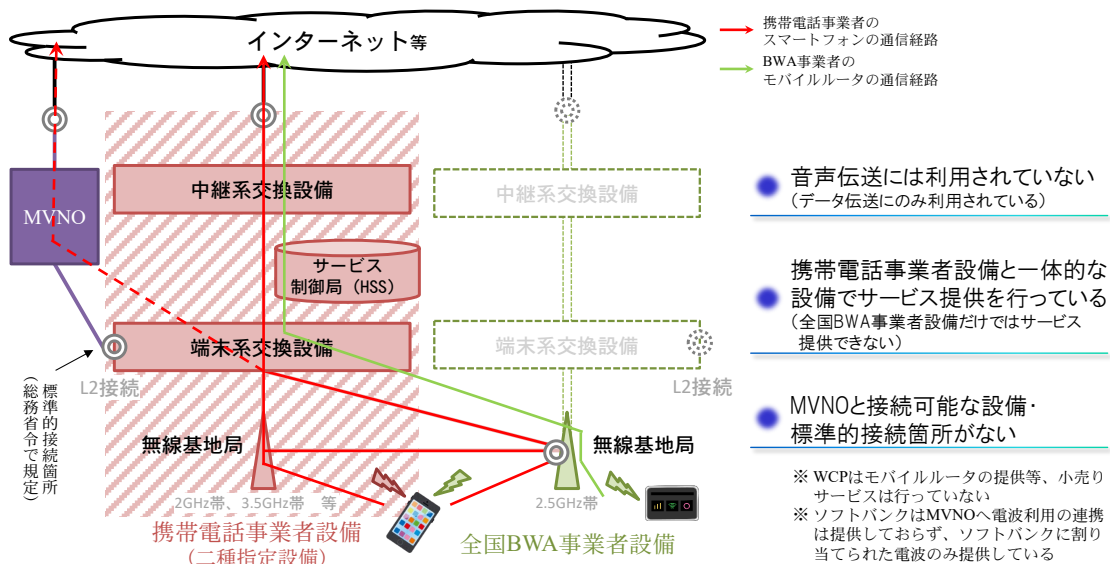 インターネット等
携帯電話事業者の
スマートフォンの通信経路
BWA事業者の
モバイルルータの通信経路
MVNO
中継系交換設備
中継系交換設備
サービス
制御局（HSS）
端末系交換設備
端末系交換設備
L2接続
L2接続
標準的接続箇所
（総務省令で規定）
無線基地局
無線基地局
2GHz帯、3.5GHz帯　等
2.5GHz帯
携帯電話事業者設備
（二種指定設備）
全国BWA事業者設備
音声伝送には利用されていない
（データ伝送にのみ利用されている）
携帯電話事業者設備と一体的な
設備でサービス提供を行っている
（全国BWA事業者設備だけではサービス
提供できない）
MVNOと接続可能な設備・
標準的接続箇所がない
※ WCPはモバイルルータの提供等、小売り
サービスは行っていない
※ ソフトバンクはMVNOへ電波利用の連携
は提供しておらず、ソフトバンクに割り
当てられた電波のみ提供している